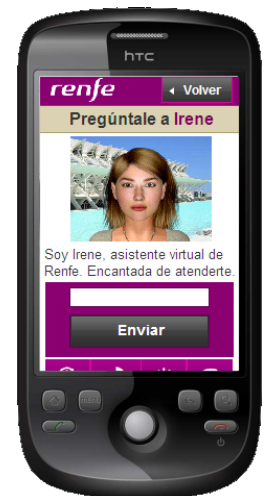 hTC
renfe
Volver
Pregúntale a Irene
Soy Irene, asistente virtual de
Renfe. Encantada de atenderte.
Enviar